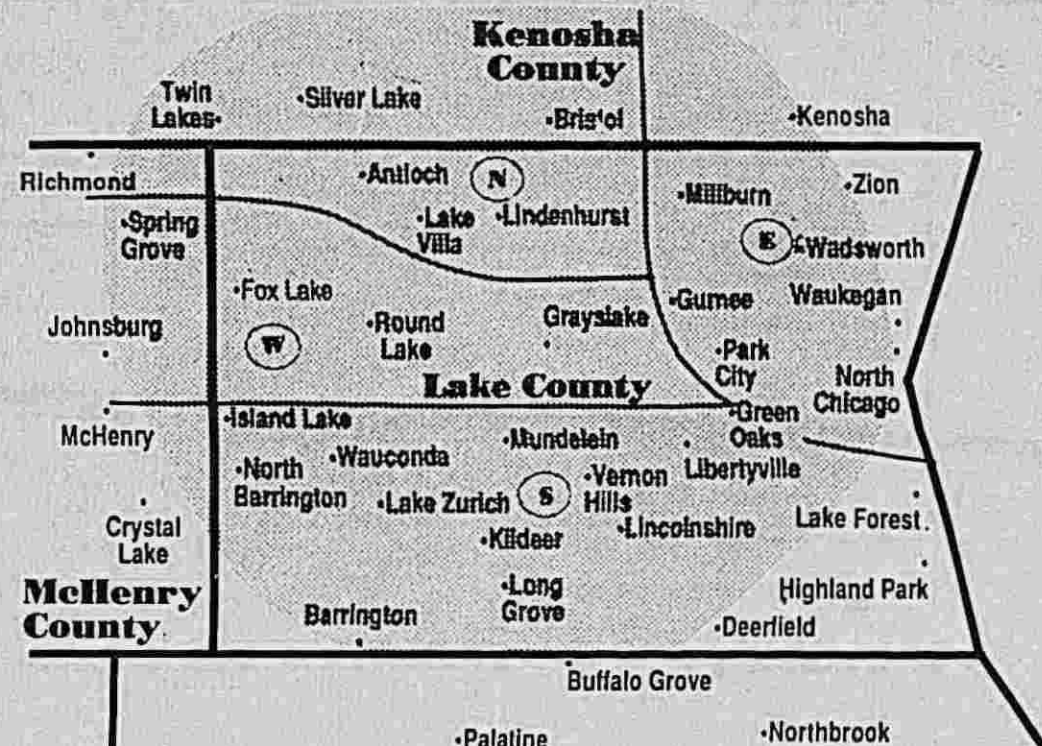 Kenosha
County
Twin
Lakes
Silver Lake
Bristol
Kenosha
Richmond
Antioch
N
Millburn
Zion
Spring
Grove
Lake
Villa
Lindenhurst
E
Wadsworth
Fox Lake
Gurnee
Waukegan
Johnsburg
W
Round
Lake
Grayslake
Park
City
North
Chicago
Lake County
Island Lake
Green
Oaks
McHenry
Mundelein
North
Barrington
Wauconda
Vernon
Hills
Libertyville
Lake Zurich
S
Crystal
Lake
Kildeer
Lincolnshire
Lake Forest
McHenry
County
Long
Grove
Highland Park
Barrington
Deerfield
Buffalo Grove
Palatine
Northbrook